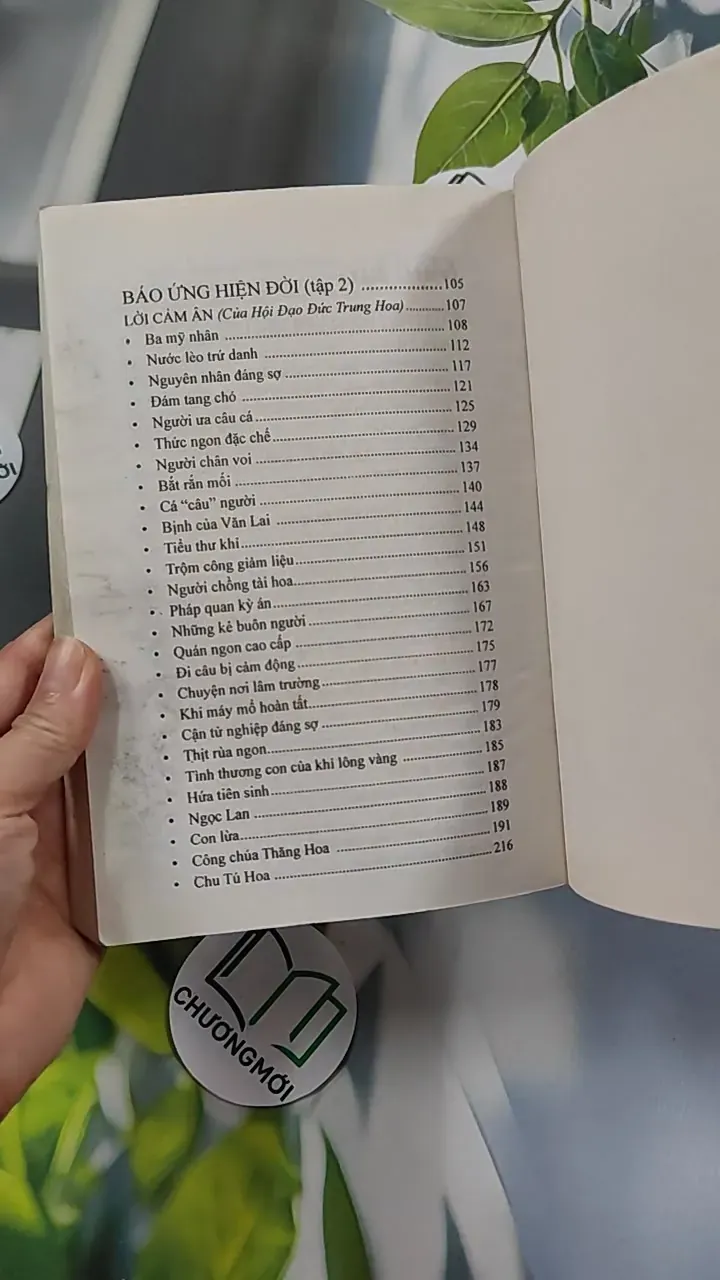 BÁO ỨNG HIỆN ĐỜI (tập 2) ..................105
LỜI CẢM ÂN (Của Hội Đạo Đức Trung Hoa)............107
• Ba mỹ nhân ............108
• Nước lèo trứ danh ............112
• Nguyên nhân đáng sợ ............117
• Đám tang chó ............121
• Người ưa câu cá ............125
• Thức ngon đặc chế ............129
• Người chân voi ............134
• Bắt rắn mối ............137
• Cá “câu” người ............140
• Bịnh của Văn Lai ............144
• Tiểu thư khỉ ............148
• Trộm công giảm liệu ............151
• Người chồng tài hoa ............156
• Pháp quan kỳ án ............163
• Những kẻ buôn người ............167
• Quán ngon cao cấp ............172
• Đi câu bị cảm động ............175
• Chuyện nơi lâm trường ............177
• Khi máy mổ hoàn tất ............178
• Cận tử nghiệp đáng sợ ............179
• Thịt rùa ngon ............183
• Tình thương con của khỉ lông vàng ............185
• Hứa tiên sinh ............187
• Ngọc Lan ............188
• Con lừa ............189
• Công chúa Thăng Hoa ............191
• Chu Tú Hoa ............216
CHƯƠNGMỚI